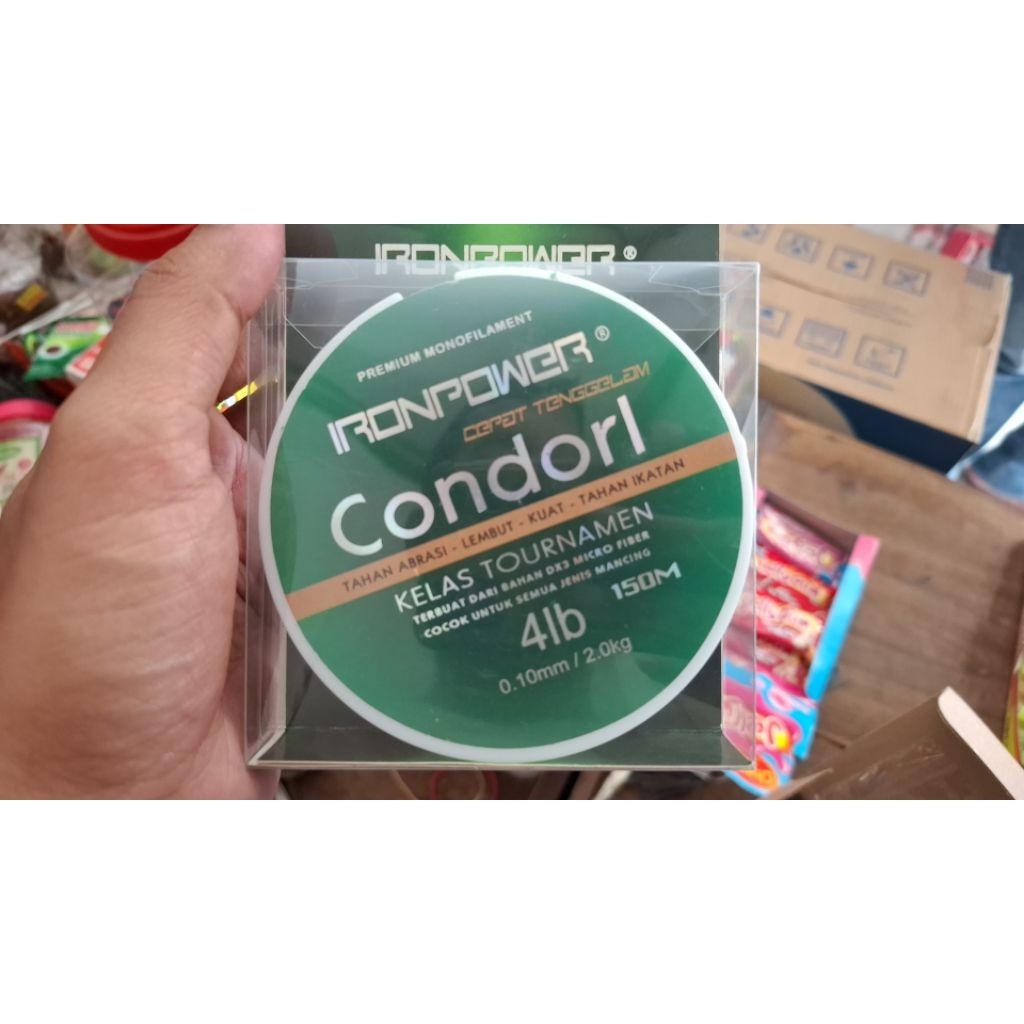 IRONPOWER®
PREMIUM MONOFILAMENT
IRONPOWER®
CEPAT TENGGELAM
Condorl
TAHAN ABRASI - LEMBUT - KUAT - TAHAN IKATAN
KELAS TOURNAMEN
TERBUAT DARI BAHAN DX3 MICRO FIBER
COCOK UNTUK SEMUA JENIS MANCING
150M
4lb
0.10mm / 2.0kg